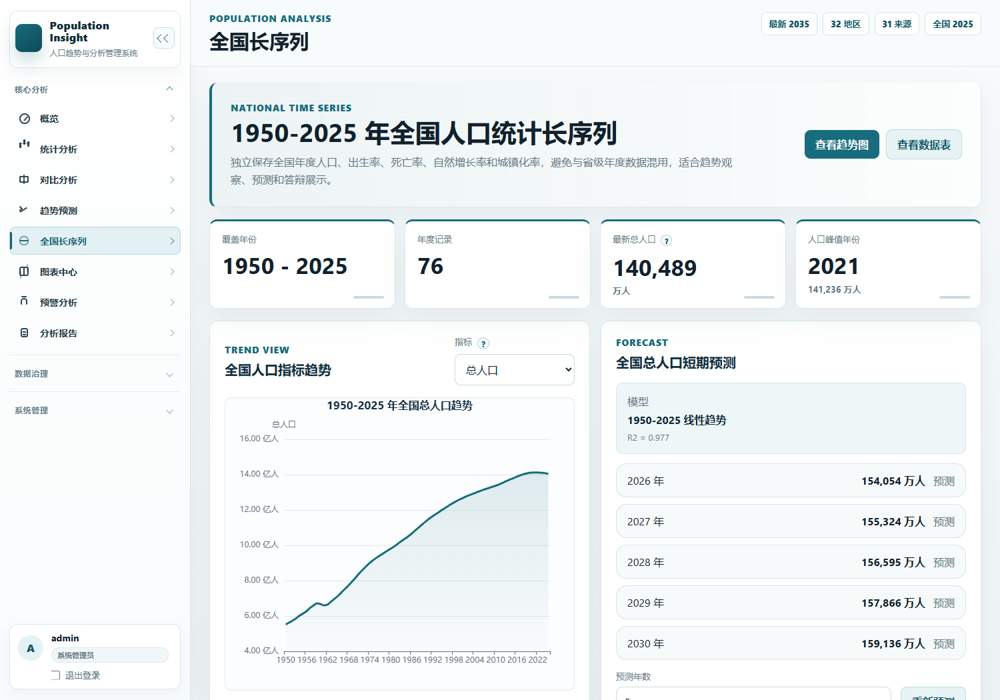 Population
Insight
人口趋势与分析管理系统
核心分析
概览
统计分析
对比分析
趋势预测
全国长序列
图表中心
预警分析
分析报告
数据治理
系统管理
A
admin
系统管理员
退出登录
POPULATION ANALYSIS
全国长序列
最新 2035
32 地区
31 来源
全国 2025
NATIONAL TIME SERIES
1950-2025 年全国人口统计长序列
独立保存全国年度人口、出生率、死亡率、自然增长率和城镇化率，避免与省级年度数据混用，适合趋势观
察、预测和答辩展示。
查看趋势图
查看数据表
覆盖年份
1950 - 2025
年度记录
76
最新总人口 ?
140,489
万人
人口峰值年份
2021
141,236 万人
TREND VIEW
全国人口指标趋势
指标 ?
总人口
1950-2025 年全国总人口趋势
总人口
16.00 亿人
14.00 亿人
12.00 亿人
10.00 亿人
8.00 亿人
6.00 亿人
4.00 亿人
1950 1956 1962 1968 1974 1980 1986 1992 1998 2004 2010 2016 2022
FORECAST
全国总人口短期预测
模型
1950-2025 线性趋势
R2 = 0.977
2026 年 154,054 万人 预测
2027 年 155,324 万人 预测
2028 年 156,595 万人 预测
2029 年 157,866 万人 预测
2030 年 159,136 万人 预测
预测年数
重新预测